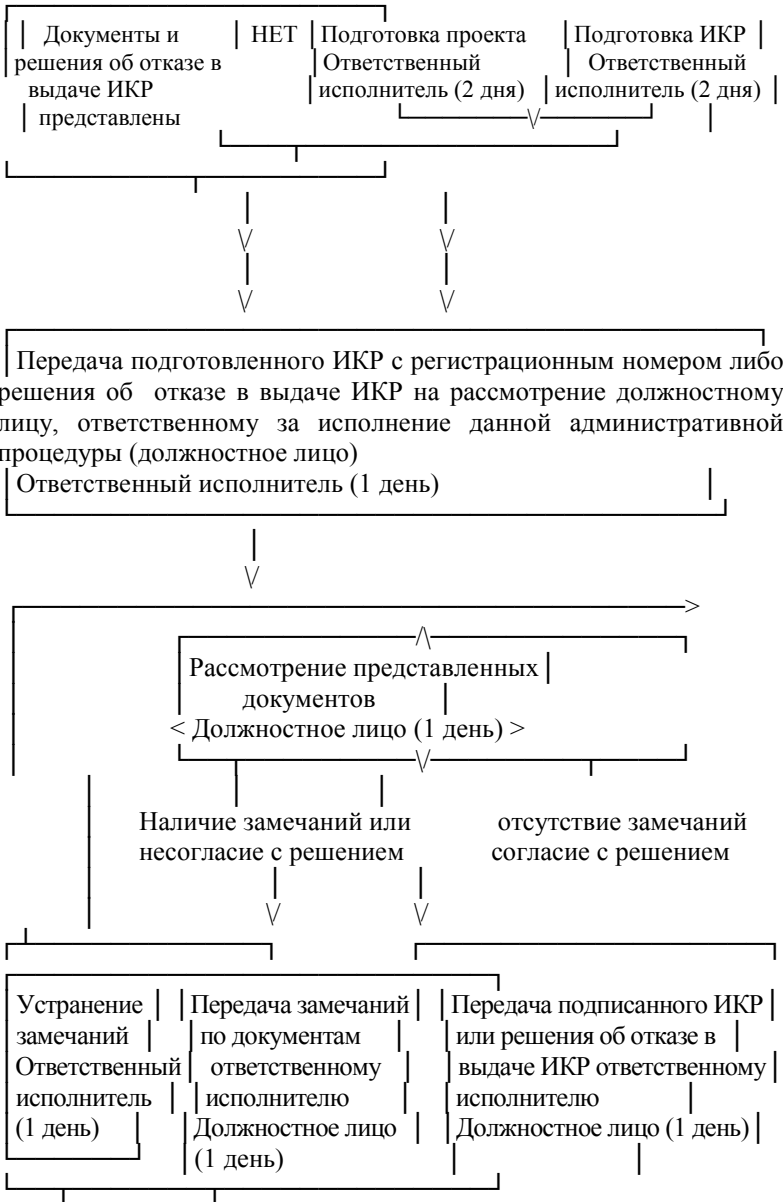 Документы и НЕТ Подготовка проекта Подготовка ИКР
решения об отказе в Ответственный Ответственный
выдаче ИКР исполнитель (2 дня) исполнитель (2 дня)
представлены
Передача подготовленного ИКР с регистрационным номером либо
решения об отказе в выдаче ИКР на рассмотрение должностному
лицу, ответственному за исполнение данной административной
процедуры (должностное лицо)
Ответственный исполнитель (1 день)
Рассмотрение представленных
документов
< Должностное лицо (1 день) >
Наличие замечаний или отсутствие замечаний
несогласие с решением согласие с решением
Устранение Передача замечаний Передача подписанного ИКР
замечаний по документам или решения об отказе в
Ответственный ответственному выдаче ИКР ответственному
исполнитель исполнителю исполнителю
(1 день) Должностное лицо Должностное лицо (1 день)
(1 день)